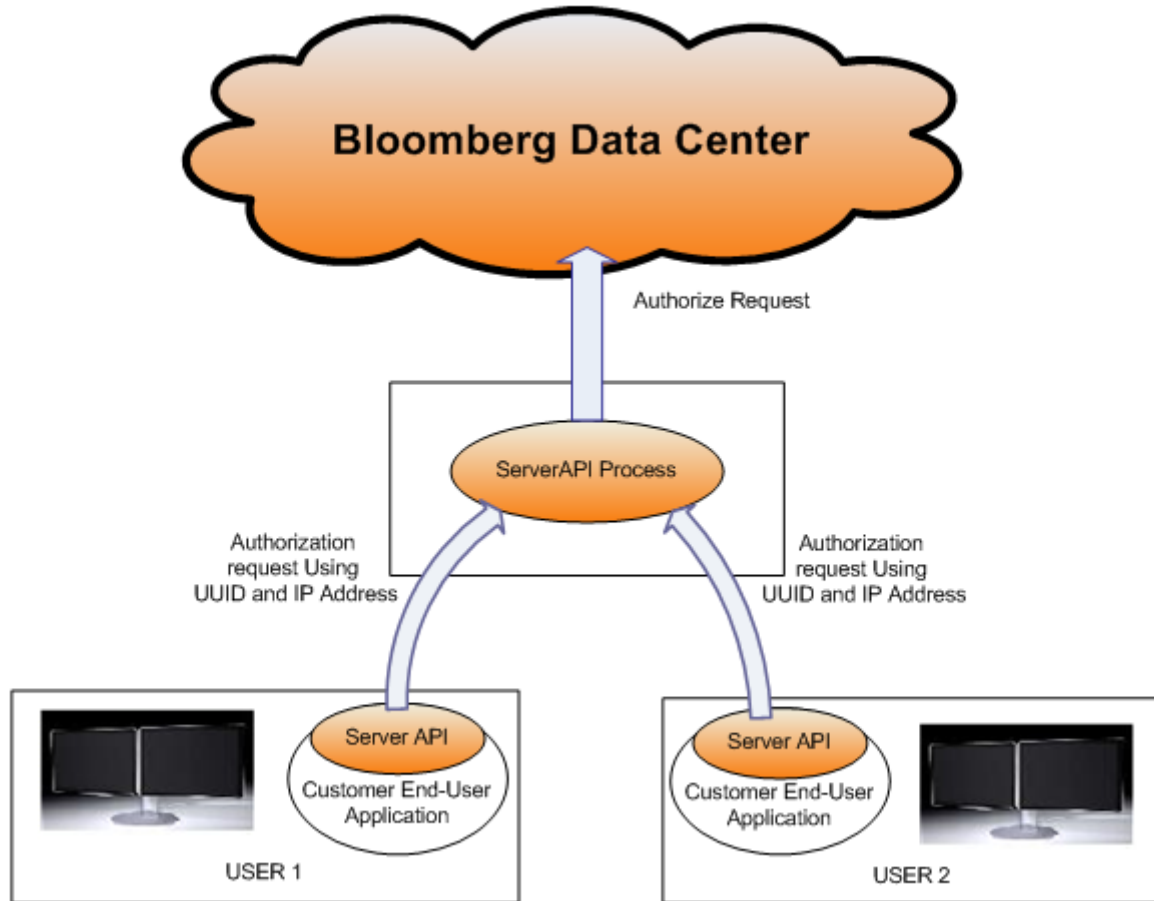 Bloomberg Data Center
Authorize Request
ServerAPI Process
Authorization
request Using
UUID and IP Address
Authorization
request Using
UUID and IP Address
Server API
Customer End-User
Application
USER 1
Server API
Customer End-User
Application
USER 2